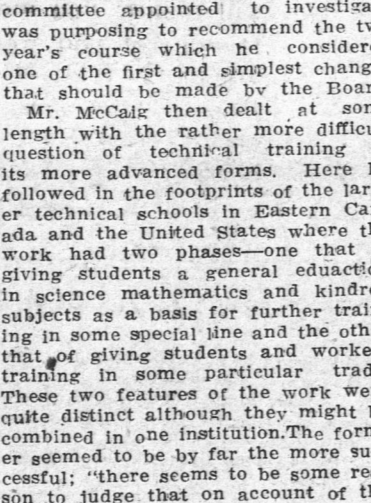 committee appointed to investiga
was purposing to recommend the tw
year's course which he consider
one of the first and simplest chang
that should be made by the Boar
Mr. McCaig then dealt at som
length with the rather more difficu
question of technical training
its more advanced forms. Here h
followed in the footprints of the lar
er technical schools in Eastern Ca
ada and the United States where th
work had two phases—one that
giving students a general eduactio
in science mathematics and kindre
subjects as a basis for further trai
ing in some special line and the oth
that of giving students and worke
training in some particular trad
These two features of the work we
quite distinct although they might b
combined in one institution.The form
er seemed to be by far the more su
cessful; "there seems to be some re
son to judge that on account of th